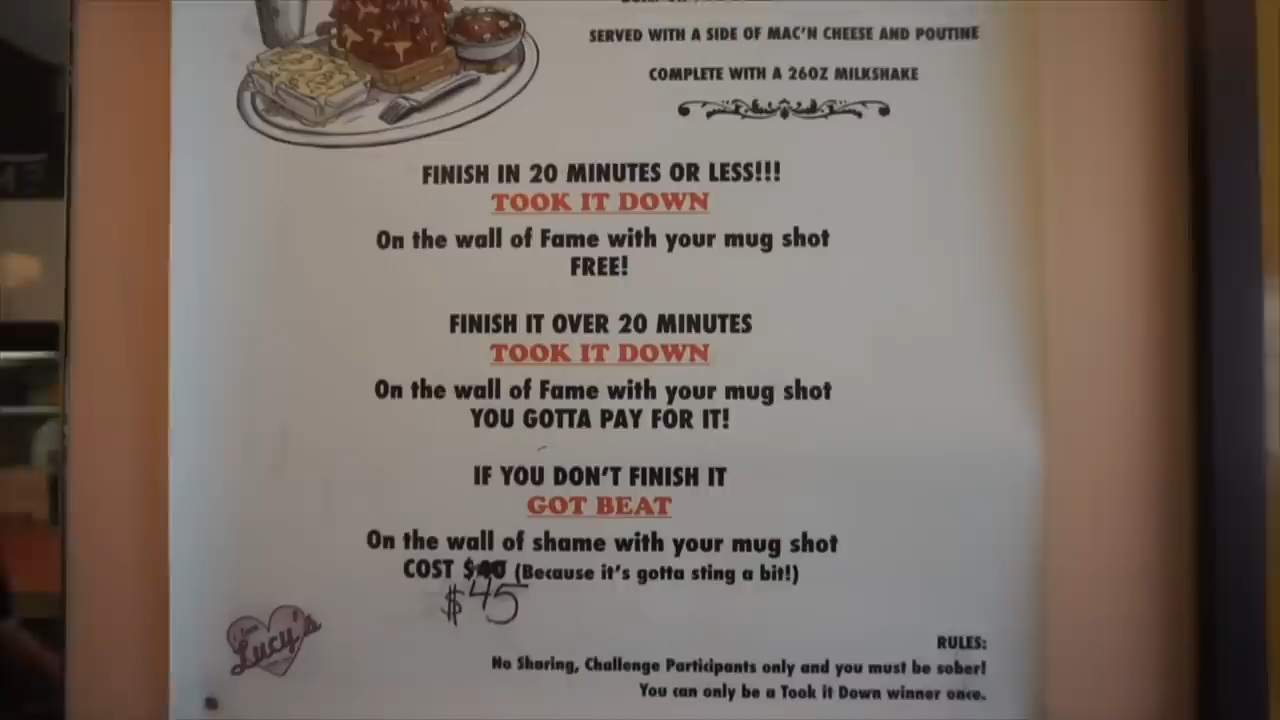 SERVED WITH A SIDE OF MAC'N CHEESE AND POUTINE
COMPLETE WITH A 26OZ MILKSHAKE
FINISH IN 20 MINUTES OR LESS!!!
TOOK IT DOWN
On the wall of Fame with your mug shot
FREE!
FINISH IT OVER 20 MINUTES
TOOK IT DOWN
On the wall of Fame with your mug shot
YOU GOTTA PAY FOR IT!
IF YOU DON'T FINISH IT
GOT BEAT
On the wall of shame with your mug shot
COST $40 (Because it's gotta sting a bit!)
$45
Lucy's
RULES:
No Sharing, Challenge Participants only and you must be sober!
You can only be a Took it Down winner once.